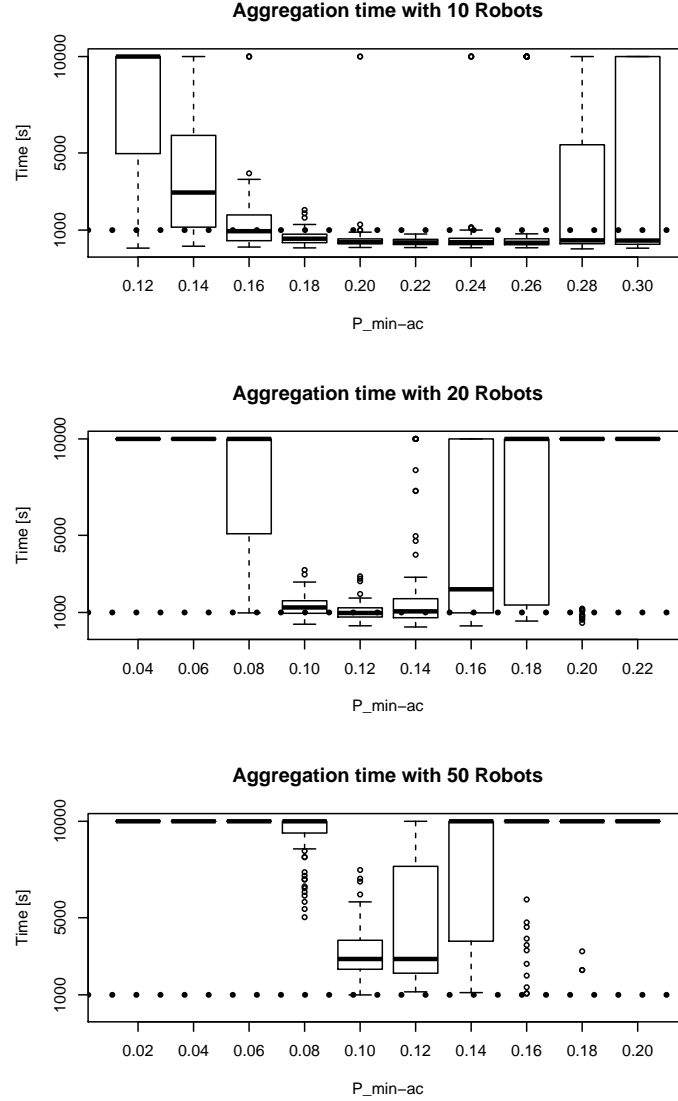 Aggregation time with 10 Robots
Time [s]
10000
5000
1000
0.12 0.14 0.16 0.18 0.20 0.22 0.24 0.26 0.28 0.30
P_min−ac
Aggregation time with 20 Robots
Time [s]
10000
5000
1000
0.04 0.06 0.08 0.10 0.12 0.14 0.16 0.18 0.20 0.22
P_min−ac
Aggregation time with 50 Robots
Time [s]
10000
5000
1000
0.02 0.04 0.06 0.08 0.10 0.12 0.14 0.16 0.18 0.20
P_min−ac